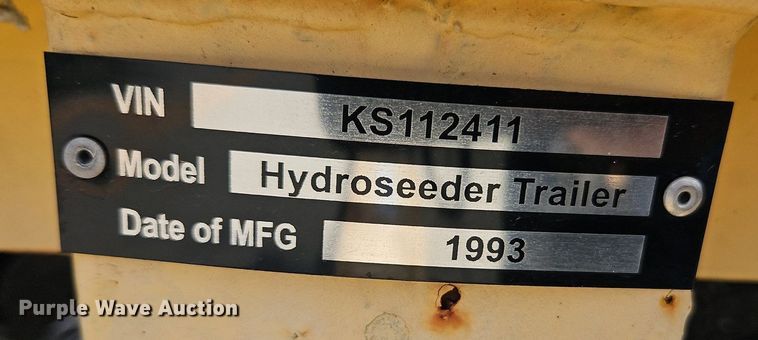 VIN KS112411
Model Hydroseeder Trailer
Date of MFG 1993
Purple Wave Auction